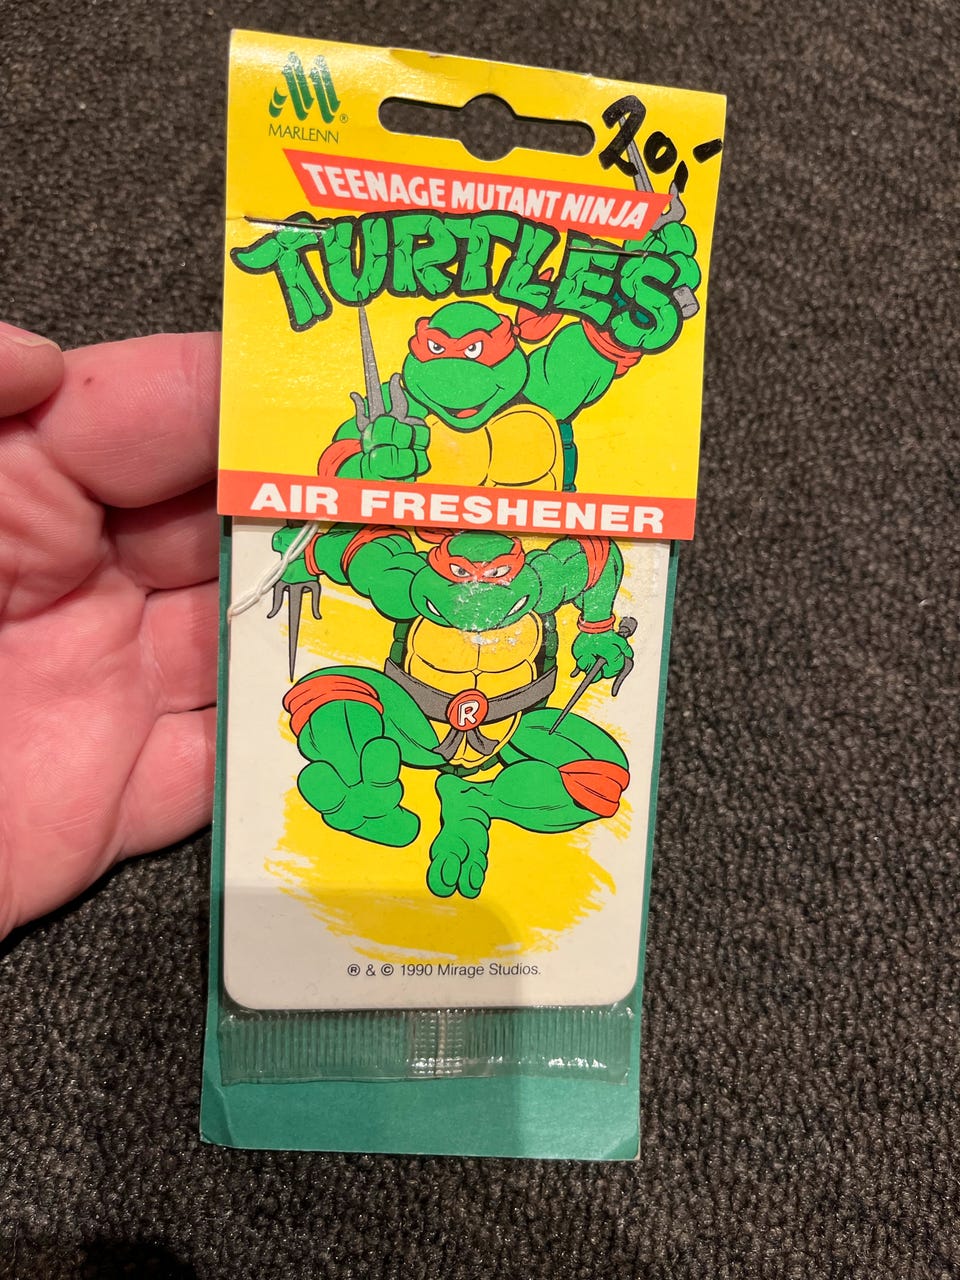 MARLENN ®
20,-
TEENAGE MUTANT NINJA
TURTLES
AIR FRESHENER
R
® & © 1990 Mirage Studios.